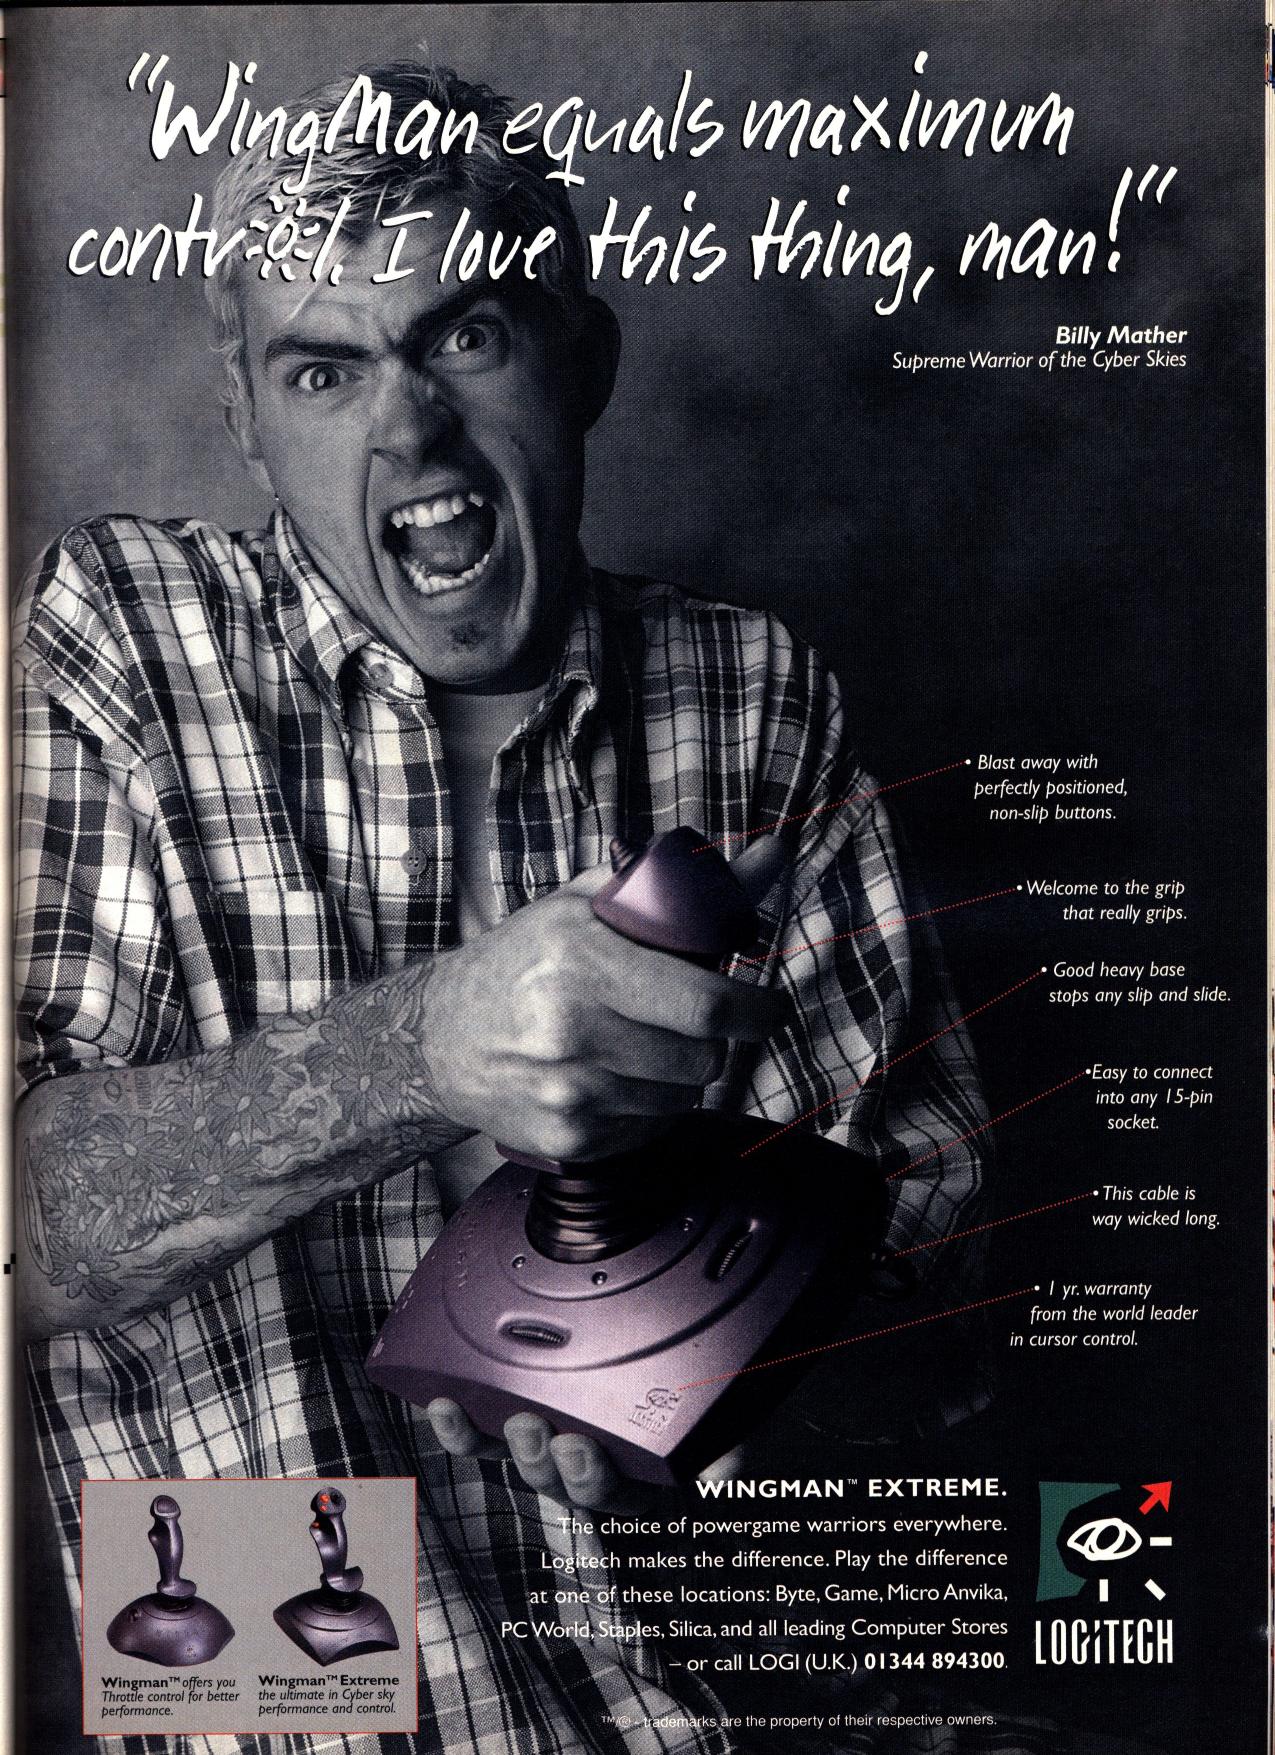 "WingMan equals maximum
control. I love this thing, man!"
Billy Mather
Supreme Warrior of the Cyber Skies
• Blast away with
perfectly positioned,
non-slip buttons.
• Welcome to the grip
that really grips.
• Good heavy base
stops any slip and slide.
•Easy to connect
into any 15-pin
socket.
• This cable is
way wicked long.
• 1 yr. warranty
from the world leader
in cursor control.
WINGMAN™ EXTREME.
The choice of powergame warriors everywhere.
Logitech makes the difference. Play the difference
at one of these locations: Byte, Game, Micro Anvika,
PC World, Staples, Silica, and all leading Computer Stores
– or call LOGI (U.K.) 01344 894300.
LOGITECH
Wingman™ offers you
Throttle control for better
performance.
Wingman™ Extreme
the ultimate in Cyber sky
performance and control.
™/® - trademarks are the property of their respective owners.